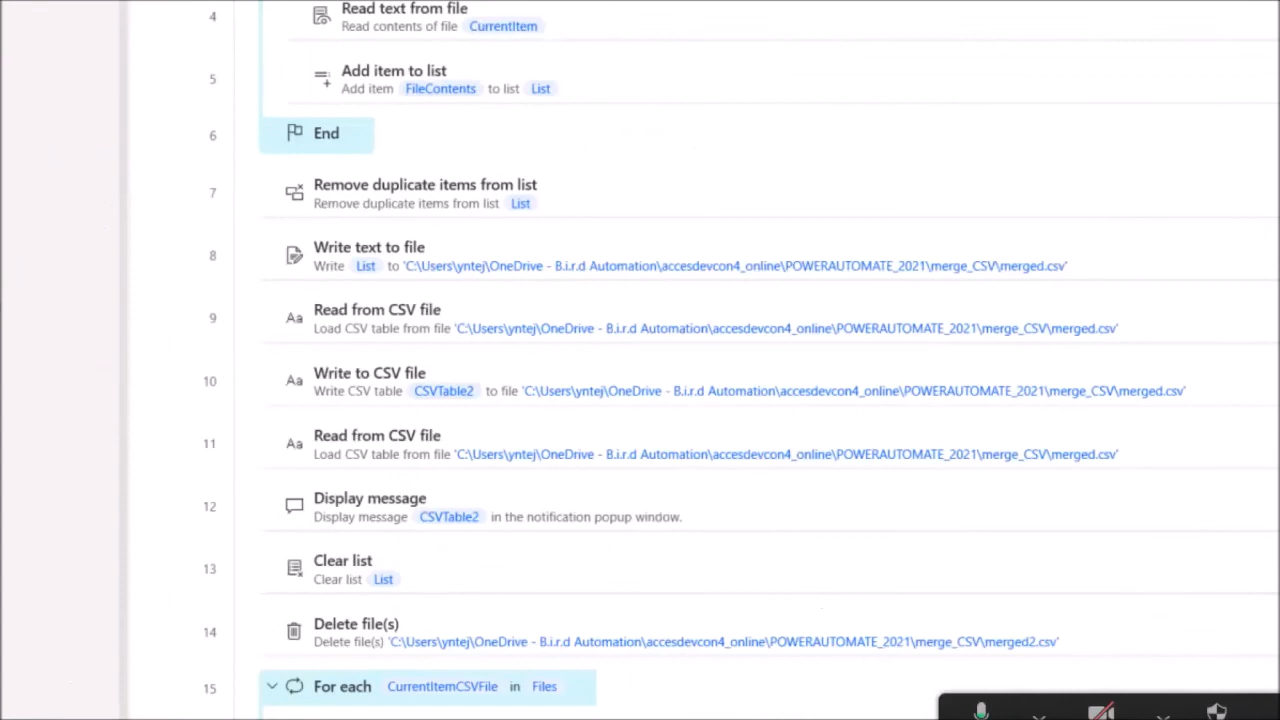 4
Read text from file
Read contents of file CurrentItem
5
Add item to list
Add item FileContents to list List
6
End
7
Remove duplicate items from list
Remove duplicate items from list List
8
Write text to file
Write List to 'C:\Users\yntej\OneDrive - B.i.r.d Automation\accesdevcon4_online\POWERAUTOMATE_2021\merge_CSV\merged.csv'
9
Aa Read from CSV file
Load CSV table from file 'C:\Users\yntej\OneDrive - B.i.r.d Automation\accesdevcon4_online\POWERAUTOMATE_2021\merge_CSV\merged.csv'
10
Aa Write to CSV file
Write CSV table CSVTable2 to file 'C:\Users\yntej\OneDrive - B.i.r.d Automation\accesdevcon4_online\POWERAUTOMATE_2021\merge_CSV\merged.csv'
11
Aa Read from CSV file
Load CSV table from file 'C:\Users\yntej\OneDrive - B.i.r.d Automation\accesdevcon4_online\POWERAUTOMATE_2021\merge_CSV\merged.csv'
12
Display message
Display message CSVTable2 in the notification popup window.
13
Clear list
Clear list List
14
Delete file(s)
Delete file(s) 'C:\Users\yntej\OneDrive - B.i.r.d Automation\accesdevcon4_online\POWERAUTOMATE_2021\merge_CSV\merged2.csv'
15
For each CurrentItemCSVFile in Files